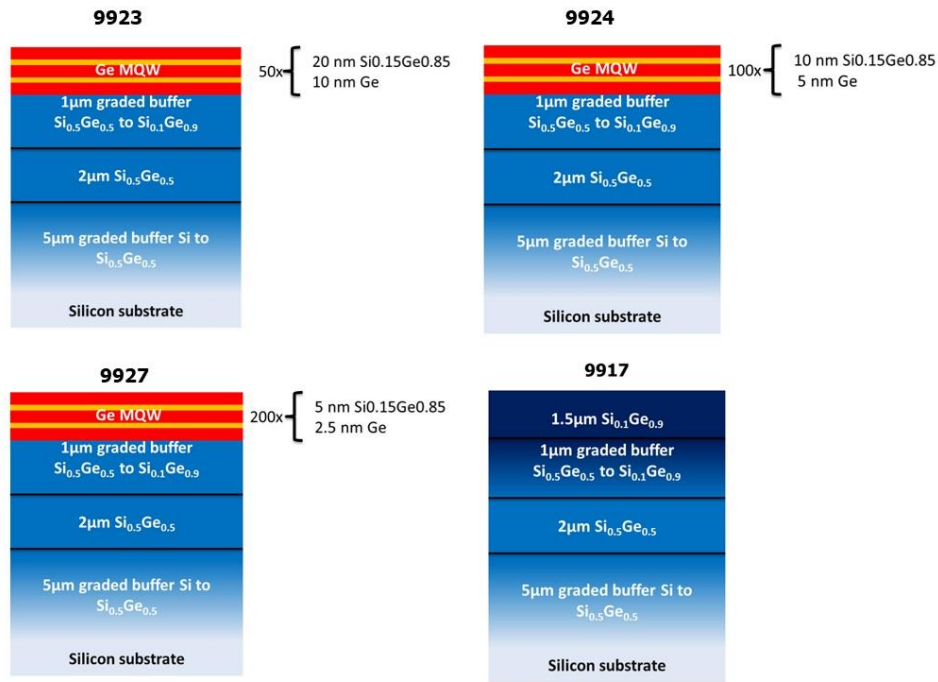 9923
Ge MQW
50x
20 nm Si0.15Ge0.85
10 nm Ge
1µm graded buffer
Si₀.₅Ge₀.₅ to Si₀.₁Ge₀.₉
2µm Si₀.₅Ge₀.₅
5µm graded buffer Si to
Si₀.₅Ge₀.₅
Silicon substrate
9924
Ge MQW
100x
10 nm Si0.15Ge0.85
5 nm Ge
1µm graded buffer
Si₀.₅Ge₀.₅ to Si₀.₁Ge₀.₉
2µm Si₀.₅Ge₀.₅
5µm graded buffer Si to
Si₀.₅Ge₀.₅
Silicon substrate
9927
Ge MQW
200x
5 nm Si0.15Ge0.85
2.5 nm Ge
1µm graded buffer
Si₀.₅Ge₀.₅ to Si₀.₁Ge₀.₉
2µm Si₀.₅Ge₀.₅
5µm graded buffer Si to
Si₀.₅Ge₀.₅
Silicon substrate
9917
1.5µm Si₀.₁Ge₀.₉
1µm graded buffer
Si₀.₅Ge₀.₅ to Si₀.₁Ge₀.₉
2µm Si₀.₅Ge₀.₅
5µm graded buffer Si to
Si₀.₅Ge₀.₅
Silicon substrate